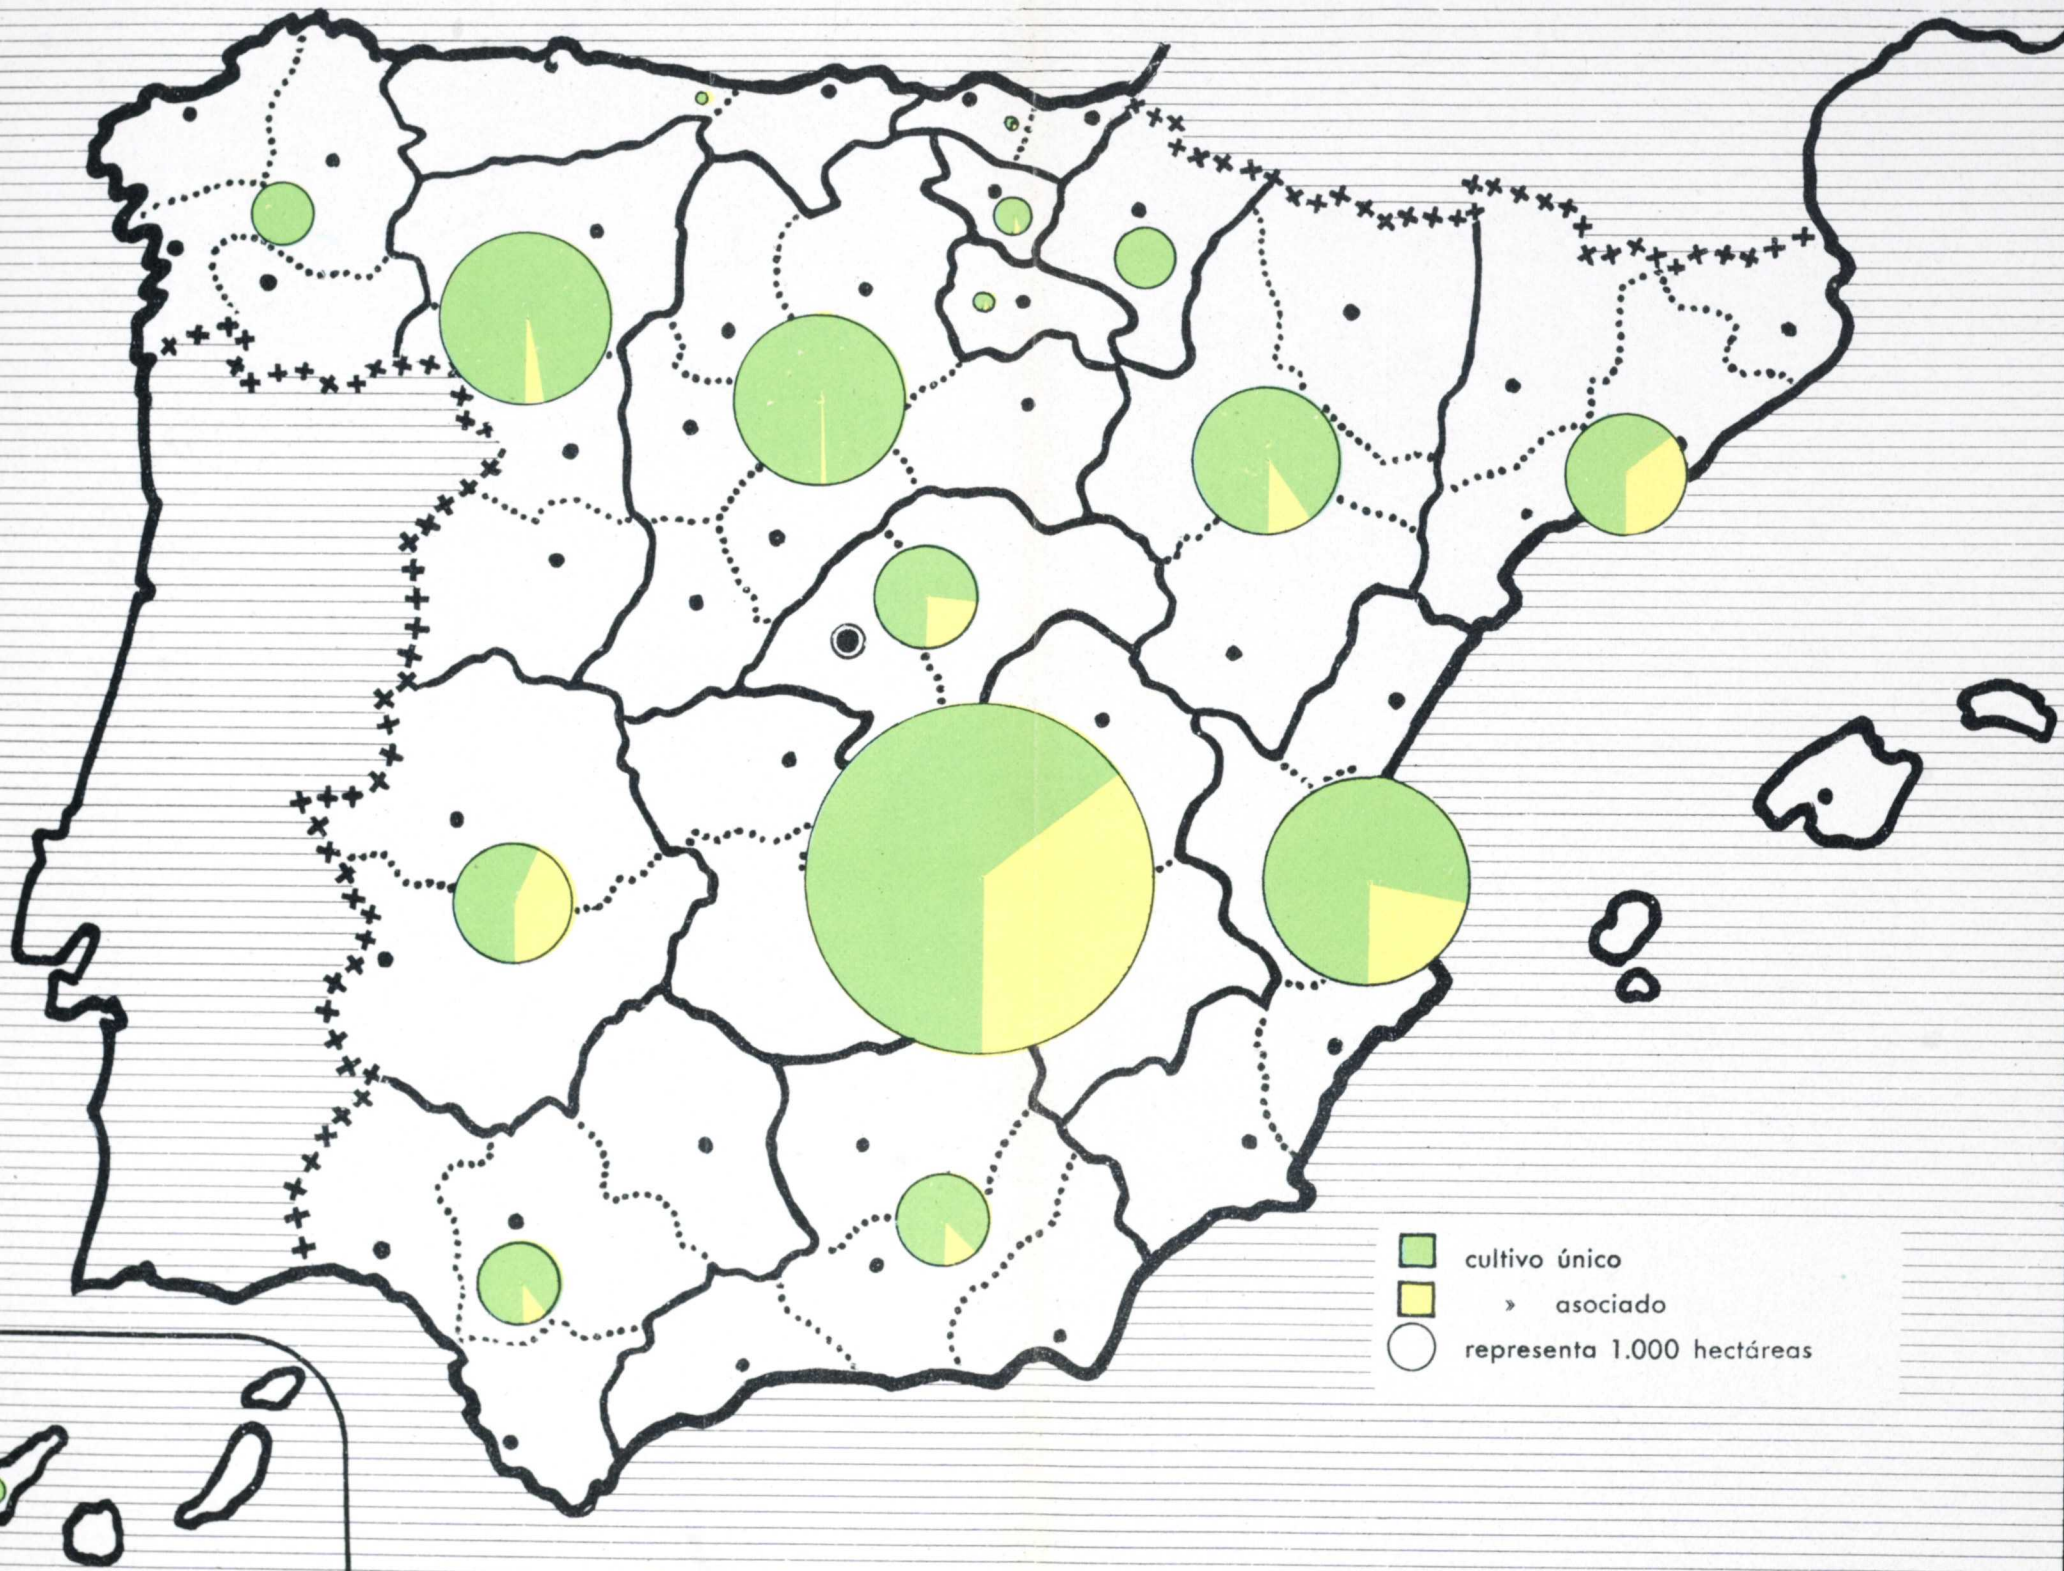 cultivo único
» asociado
representa 1.000 hectáreas